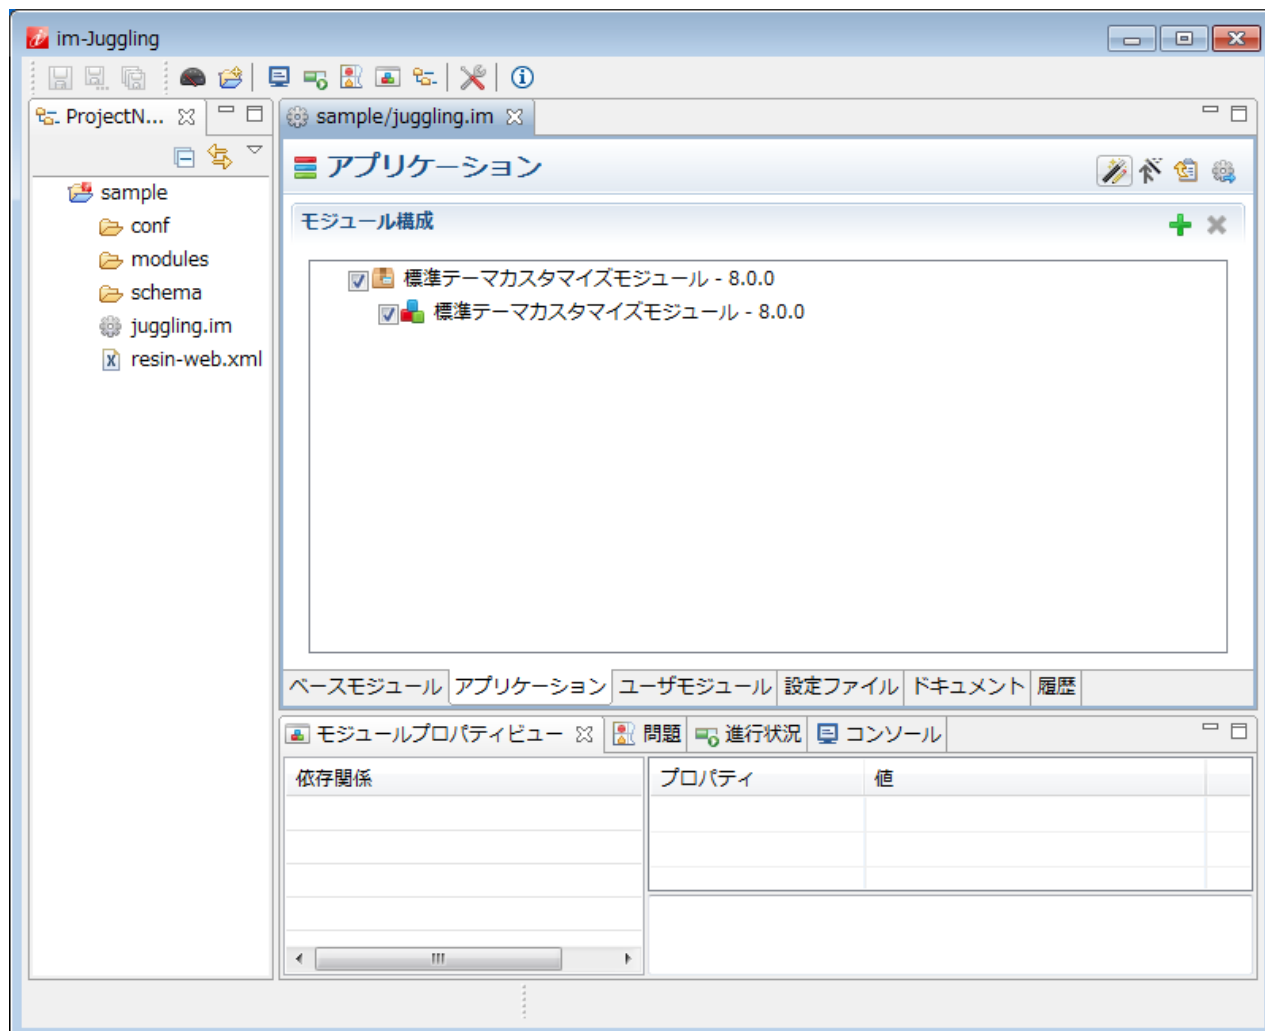 im-Juggling
ProjectN...
sample
conf
modules
schema
juggling.im
resin-web.xml
sample/juggling.im
アプリケーション
モジュール構成
標準テーマカスタマイズモジュール - 8.0.0
標準テーマカスタマイズモジュール - 8.0.0
ベースモジュール アプリケーション ユーザモジュール 設定ファイル ドキュメント 履歴
モジュールプロパティビュー 問題 進行状況 コンソール
依存関係
プロパティ 値